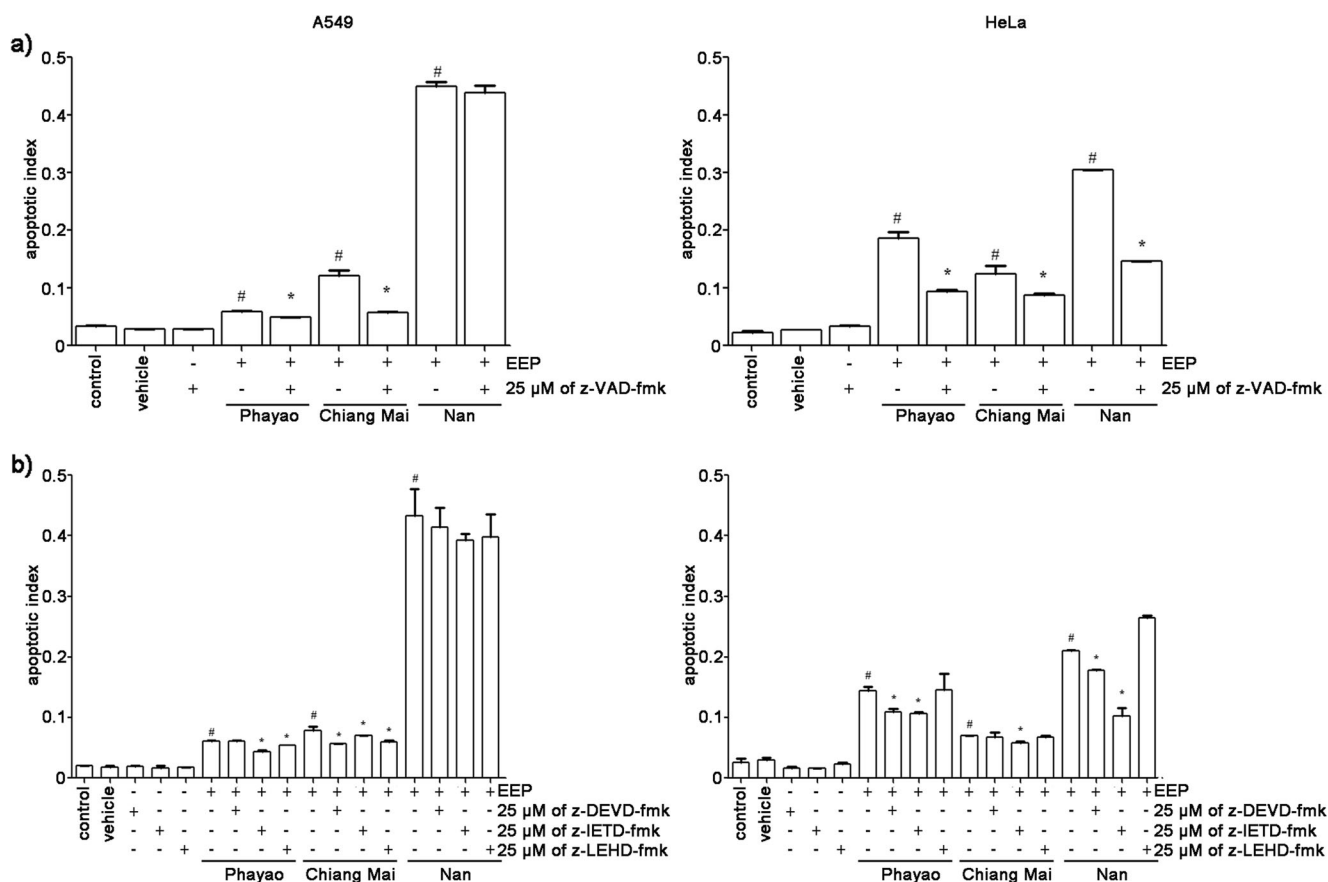 A549
HeLa
a)
0.5
0.4
0.3
0.2
0.1
0
apoptotic index
# * # * #
control vehicle - + + + + + + EEP
+ - + - + - + 25 µM of z-VAD-fmk
Phayao Chiang Mai Nan
0.5
0.4
0.3
0.2
0.1
0
apoptotic index
# * # * # *
control vehicle - + + + + + + EEP
+ - + - + - + 25 µM of z-VAD-fmk
Phayao Chiang Mai Nan
b)
0.5
0.4
0.3
0.2
0.1
0
apoptotic index
# * * # * * * #
control vehicle - - - + + + + + + + + + + + + EEP
+ - - - + - - - + - - - + - - 25 µM of z-DEVD-fmk
- + - - - + - - - + - - - + - 25 µM of z-IETD-fmk
- - + - - - + - - - + - - - + 25 µM of z-LEHD-fmk
Phayao Chiang Mai Nan
0.5
0.4
0.3
0.2
0.1
0
apoptotic index
# * * # * # * *
control vehicle - - - + + + + + + + + + + + + EEP
+ - - - + - - - + - - - + - - 25 µM of z-DEVD-fmk
- + - - - + - - - + - - - + - 25 µM of z-IETD-fmk
- - + - - - + - - - + - - - + 25 µM of z-LEHD-fmk
Phayao Chiang Mai Nan